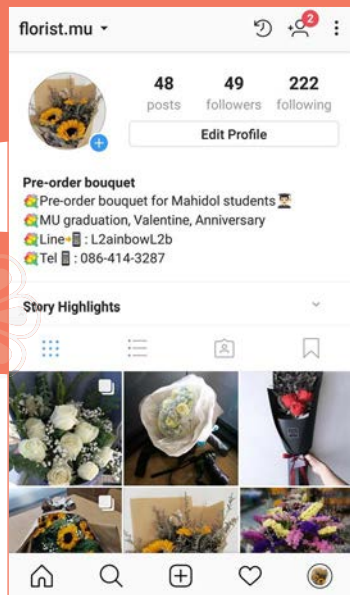 florist.mu
2
48 49 222
posts followers following
Edit Profile
Pre-order bouquet
💐Pre-order bouquet for Mahidol students👨🏻‍🎓
💐MU graduation, Valentine, Anniversary
💐Line➡📱: L2ainbowL2b
💐Tel📱: 086-414-3287
Story Highlights